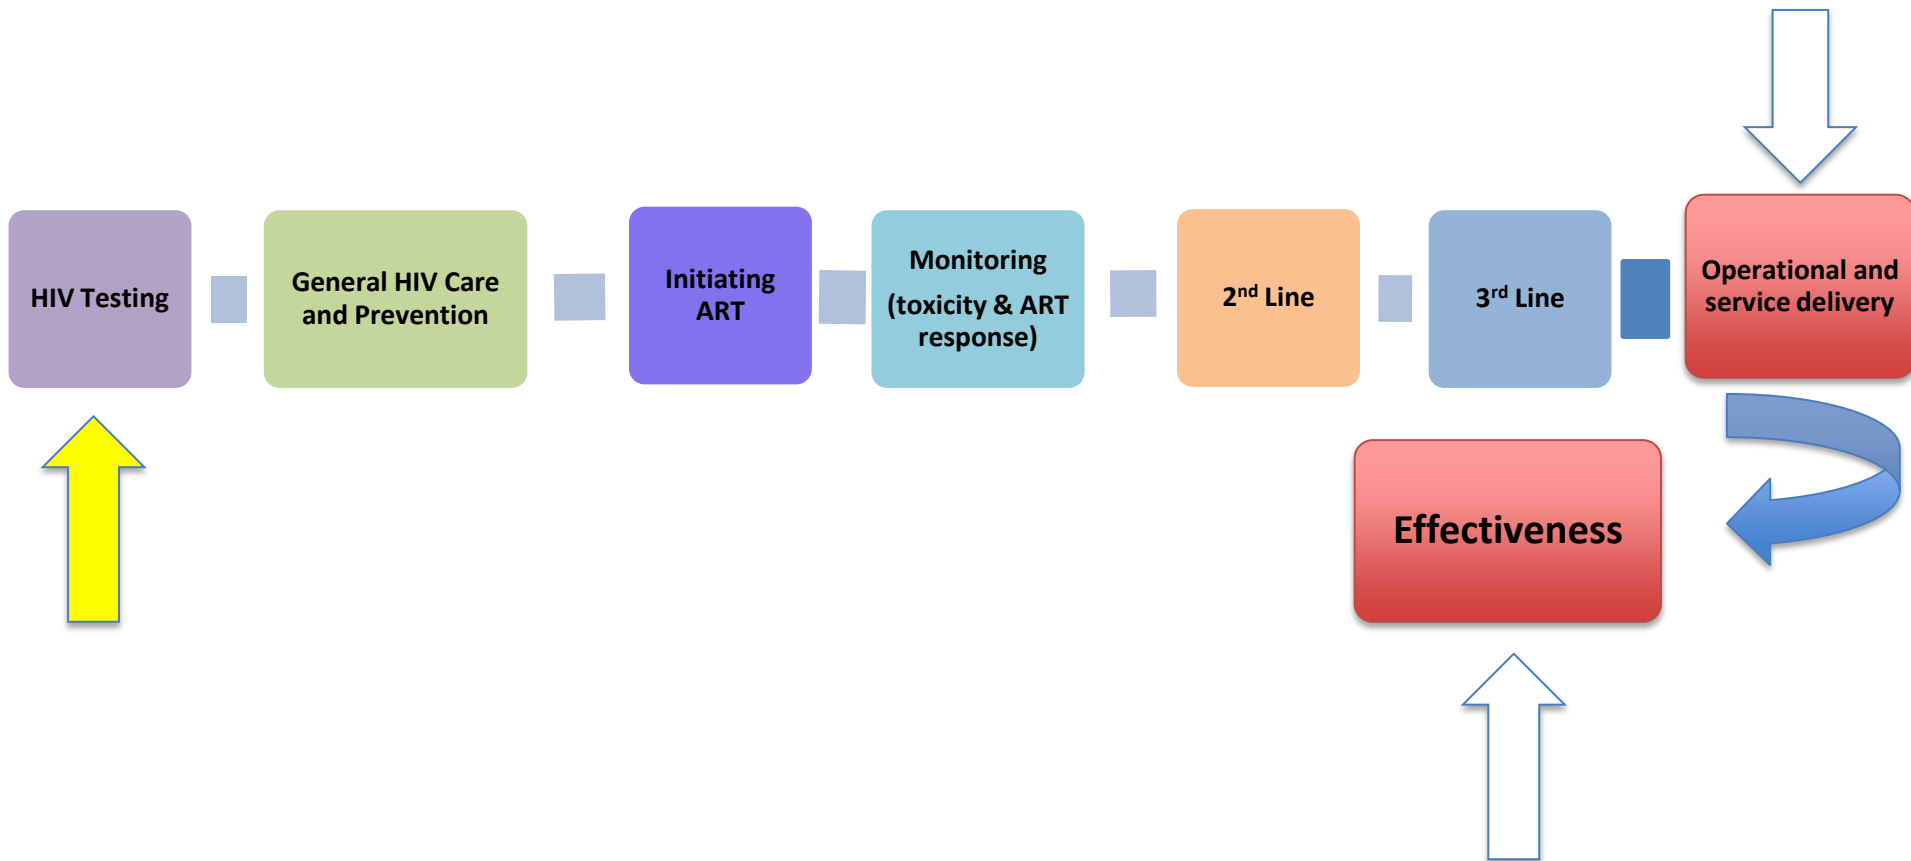 HIV Testing
General HIV Care
and Prevention
Initiating
ART
Monitoring
(toxicity & ART
response)
2nd Line
3rd Line
Operational and
service delivery
Effectiveness